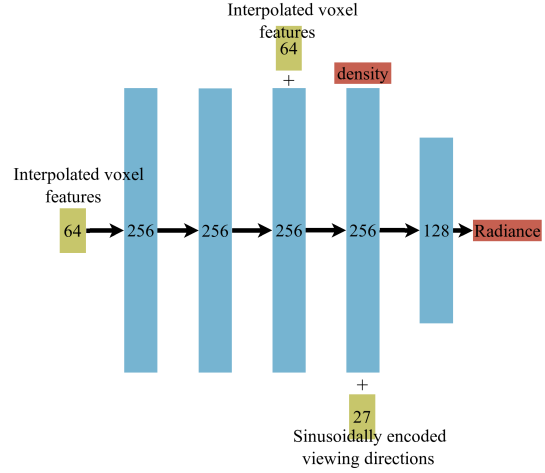 Interpolated voxel
features
64
+
density
Interpolated voxel
features
64
256
256
256
256
128
Radiance
+
27
Sinusoidally encoded
viewing directions